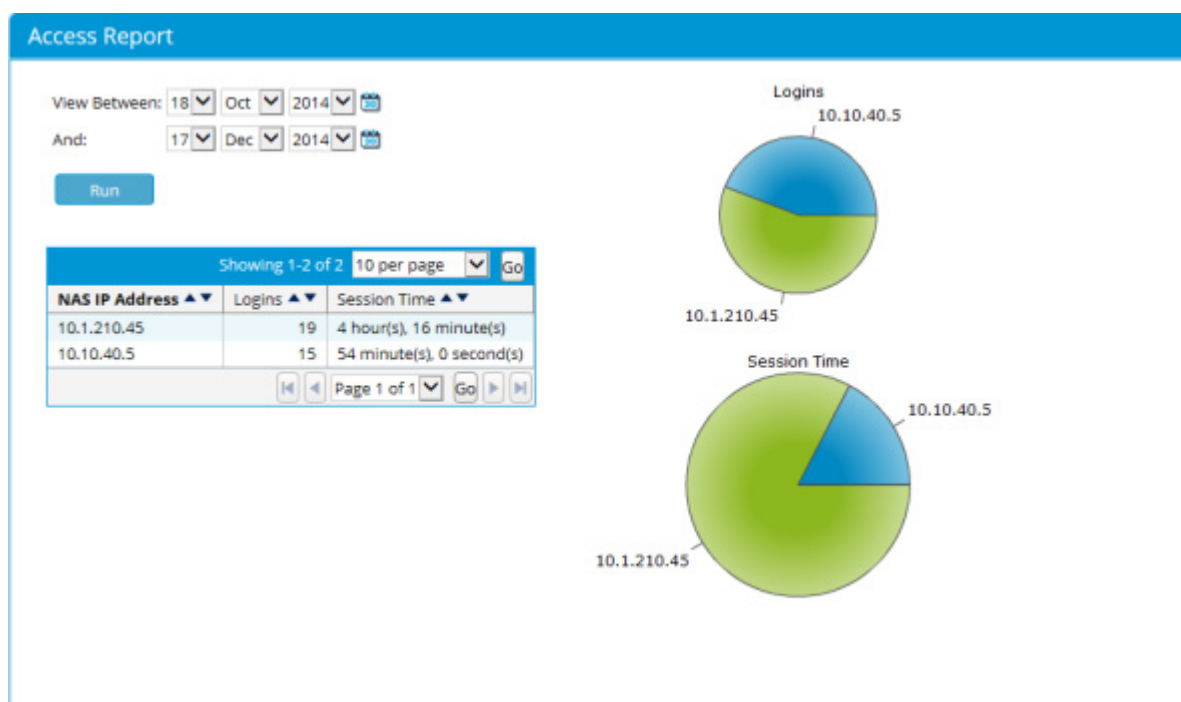 Access Report
View Between: 18 Oct 2014
And: 17 Dec 2014
Run
Showing 1-2 of 2 10 per page Go
NAS IP Address Logins Session Time
10.1.210.45 19 4 hour(s), 16 minute(s)
10.10.40.5 15 54 minute(s), 0 second(s)
Page 1 of 1 Go
Logins
10.10.40.5
10.1.210.45
Session Time
10.10.40.5
10.1.210.45